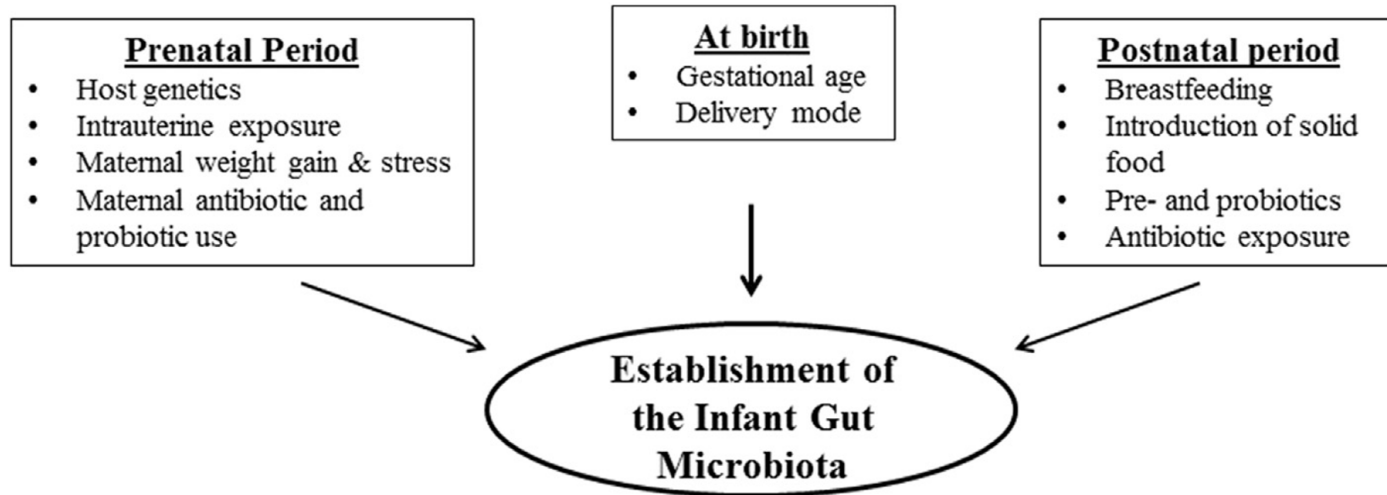 Prenatal Period
• Host genetics
• Intrauterine exposure
• Maternal weight gain & stress
• Maternal antibiotic and
probiotic use
At birth
• Gestational age
• Delivery mode
Postnatal period
• Breastfeeding
• Introduction of solid
food
• Pre- and probiotics
• Antibiotic exposure
Establishment of
the Infant Gut
Microbiota